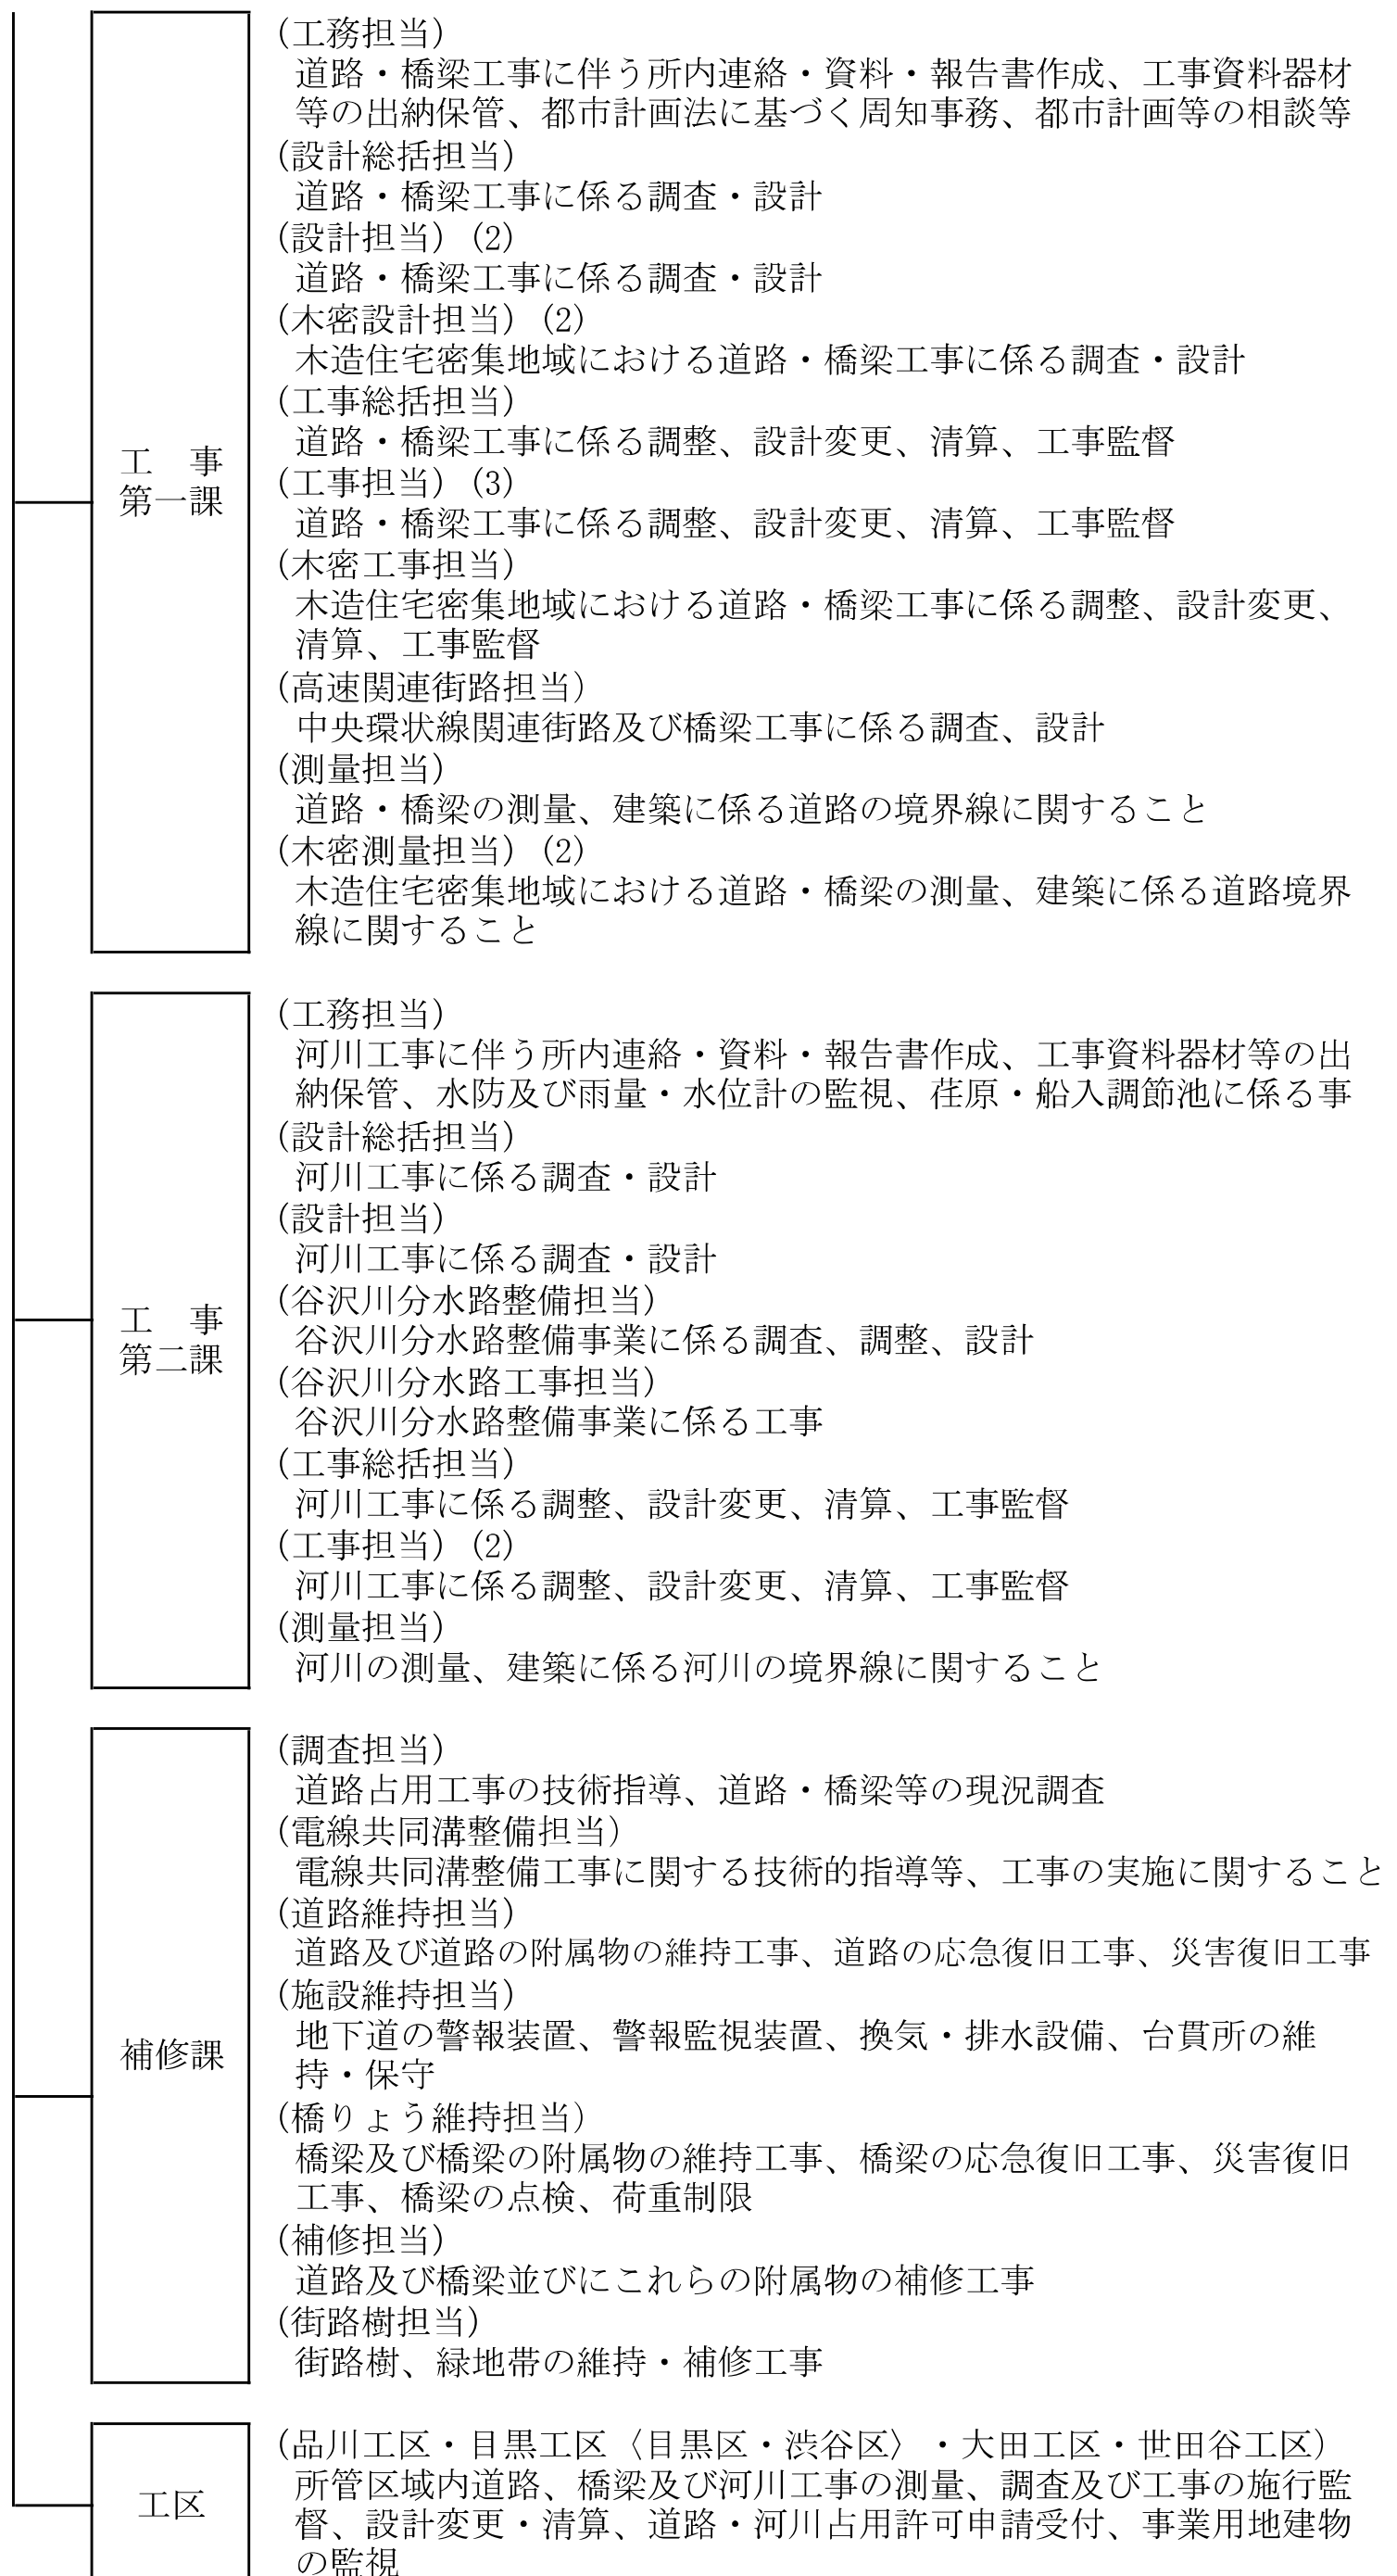 工　事
第一課
(工務担当)
道路・橋梁工事に伴う所内連絡・資料・報告書作成、工事資料器材
等の出納保管、都市計画法に基づく周知事務、都市計画等の相談等
(設計総括担当)
道路・橋梁工事に係る調査・設計
(設計担当) (2)
道路・橋梁工事に係る調査・設計
(木密設計担当) (2)
木造住宅密集地域における道路・橋梁工事に係る調査・設計
(工事総括担当)
道路・橋梁工事に係る調整、設計変更、清算、工事監督
(工事担当) (3)
道路・橋梁工事に係る調整、設計変更、清算、工事監督
(木密工事担当)
木造住宅密集地域における道路・橋梁工事に係る調整、設計変更、
清算、工事監督
(高速関連街路担当)
中央環状線関連街路及び橋梁工事に係る調査、設計
(測量担当)
道路・橋梁の測量、建築に係る道路の境界線に関すること
(木密測量担当) (2)
木造住宅密集地域における道路・橋梁の測量、建築に係る道路境界
線に関すること
工　事
第二課
(工務担当)
河川工事に伴う所内連絡・資料・報告書作成、工事資料器材等の出
納保管、水防及び雨量・水位計の監視、荏原・船入調節池に係る事
(設計総括担当)
河川工事に係る調査・設計
(設計担当)
河川工事に係る調査・設計
(谷沢川分水路整備担当)
谷沢川分水路整備事業に係る調査、調整、設計
(谷沢川分水路工事担当)
谷沢川分水路整備事業に係る工事
(工事総括担当)
河川工事に係る調整、設計変更、清算、工事監督
(工事担当) (2)
河川工事に係る調整、設計変更、清算、工事監督
(測量担当)
河川の測量、建築に係る河川の境界線に関すること
補修課
(調査担当)
道路占用工事の技術指導、道路・橋梁等の現況調査
(電線共同溝整備担当)
電線共同溝整備工事に関する技術的指導等、工事の実施に関すること
(道路維持担当)
道路及び道路の附属物の維持工事、道路の応急復旧工事、災害復旧工事
(施設維持担当)
地下道の警報装置、警報監視装置、換気・排水設備、台貫所の維
持・保守
(橋りょう維持担当)
橋梁及び橋梁の附属物の維持工事、橋梁の応急復旧工事、災害復旧
工事、橋梁の点検、荷重制限
(補修担当)
道路及び橋梁並びにこれらの附属物の補修工事
(街路樹担当)
街路樹、緑地帯の維持・補修工事
工区
(品川工区・目黒工区〈目黒区・渋谷区〉・大田工区・世田谷工区)
所管区域内道路、橋梁及び河川工事の測量、調査及び工事の施行監
督、設計変更・清算、道路・河川占用許可申請受付、事業用地建物
の監視